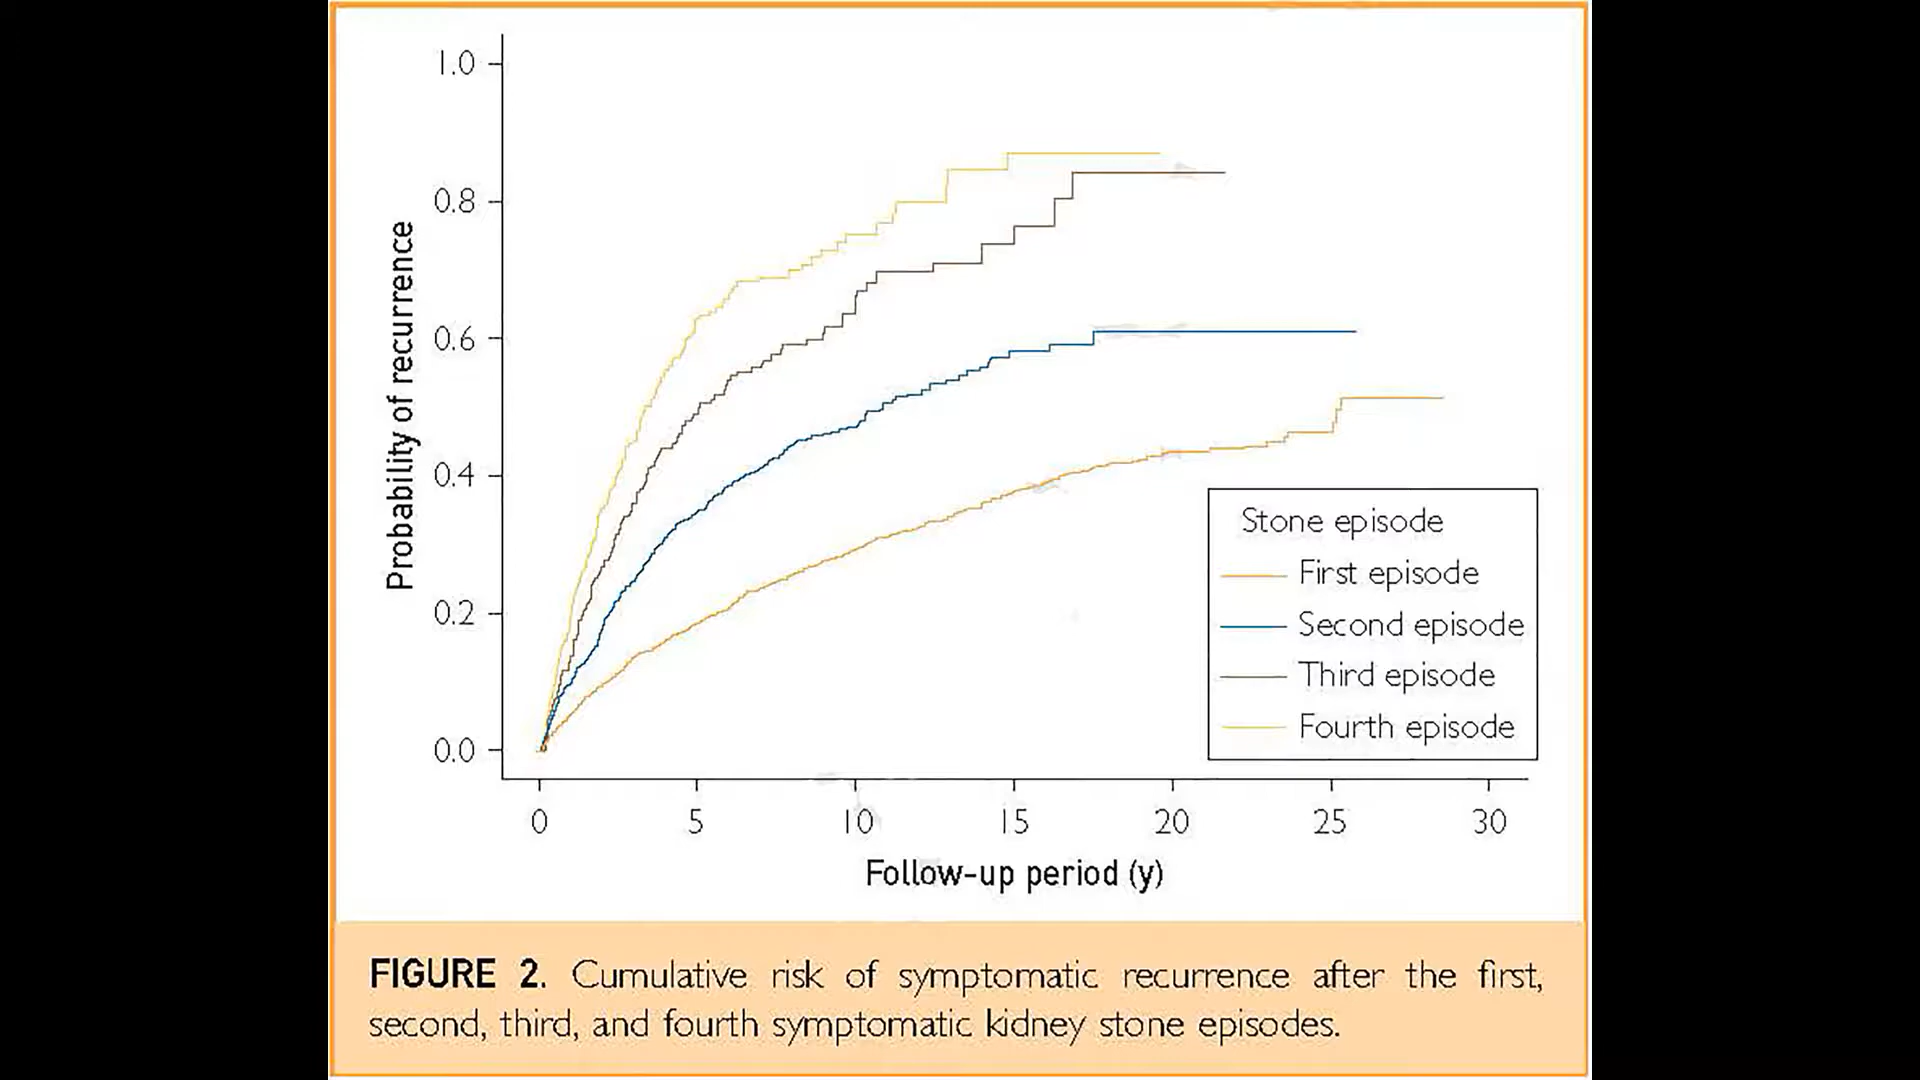 1.0
0.8
0.6
0.4
0.2
0.0
Probability of recurrence
0 5 10 15 20 25 30
Follow-up period (y)
Stone episode
First episode
Second episode
Third episode
Fourth episode
FIGURE 2. Cumulative risk of symptomatic recurrence after the first,
second, third, and fourth symptomatic kidney stone episodes.